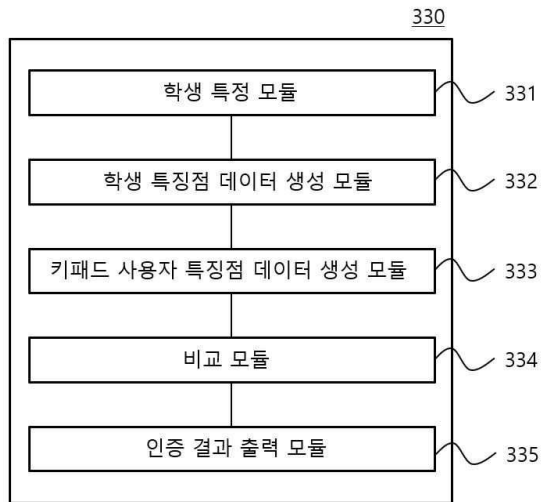 330
학생 특정 모듈
331
학생 특징점 데이터 생성 모듈
332
키패드 사용자 특징점 데이터 생성 모듈
333
비교 모듈
334
인증 결과 출력 모듈
335